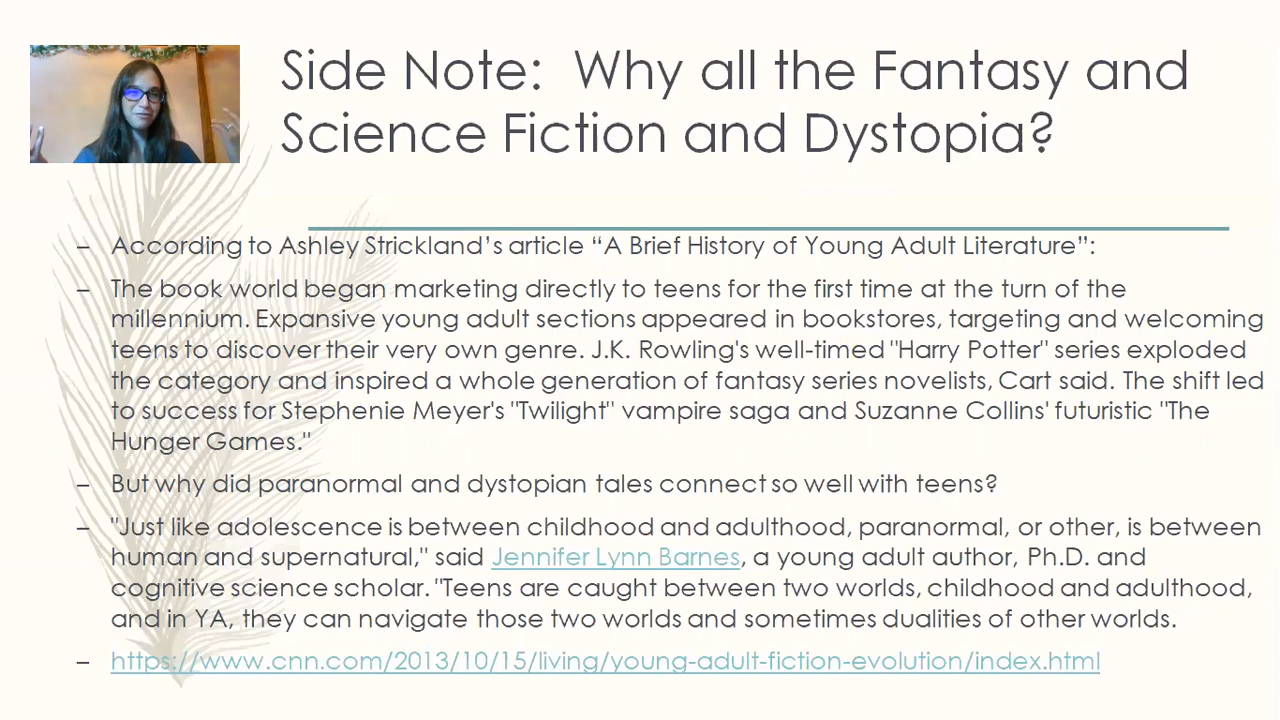 Side Note:  Why all the Fantasy and
Science Fiction and Dystopia?
– According to Ashley Strickland’s article “A Brief History of Young Adult Literature”:
– The book world began marketing directly to teens for the first time at the turn of the
millennium. Expansive young adult sections appeared in bookstores, targeting and welcoming
teens to discover their very own genre. J.K. Rowling's well-timed "Harry Potter" series exploded
the category and inspired a whole generation of fantasy series novelists, Cart said. The shift led
to success for Stephenie Meyer's "Twilight" vampire saga and Suzanne Collins' futuristic "The
Hunger Games."
– But why did paranormal and dystopian tales connect so well with teens?
– "Just like adolescence is between childhood and adulthood, paranormal, or other, is between
human and supernatural," said Jennifer Lynn Barnes, a young adult author, Ph.D. and
cognitive science scholar. "Teens are caught between two worlds, childhood and adulthood,
and in YA, they can navigate those two worlds and sometimes dualities of other worlds.
– https://www.cnn.com/2013/10/15/living/young-adult-fiction-evolution/index.html